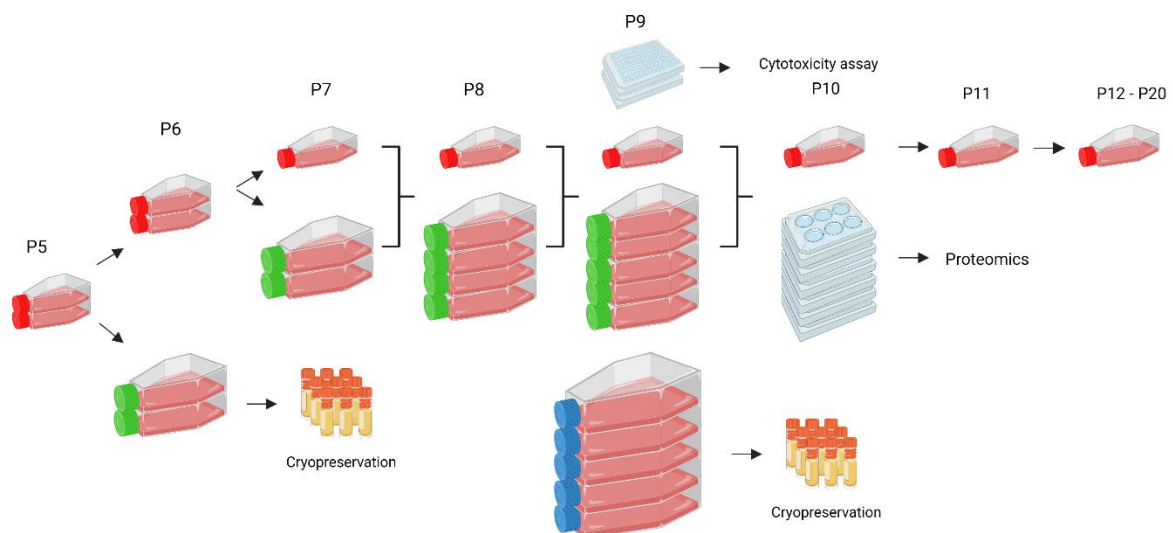 P9
Cytotoxicity assay
P7
P8
P10
P11
P12 - P20
P6
P5
Proteomics
Cryopreservation
Cryopreservation